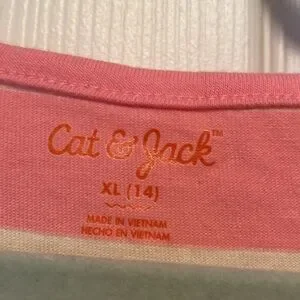 Cat & Jack™
XL (14)
MADE IN VIETNAM
HECHO EN VIETNAM